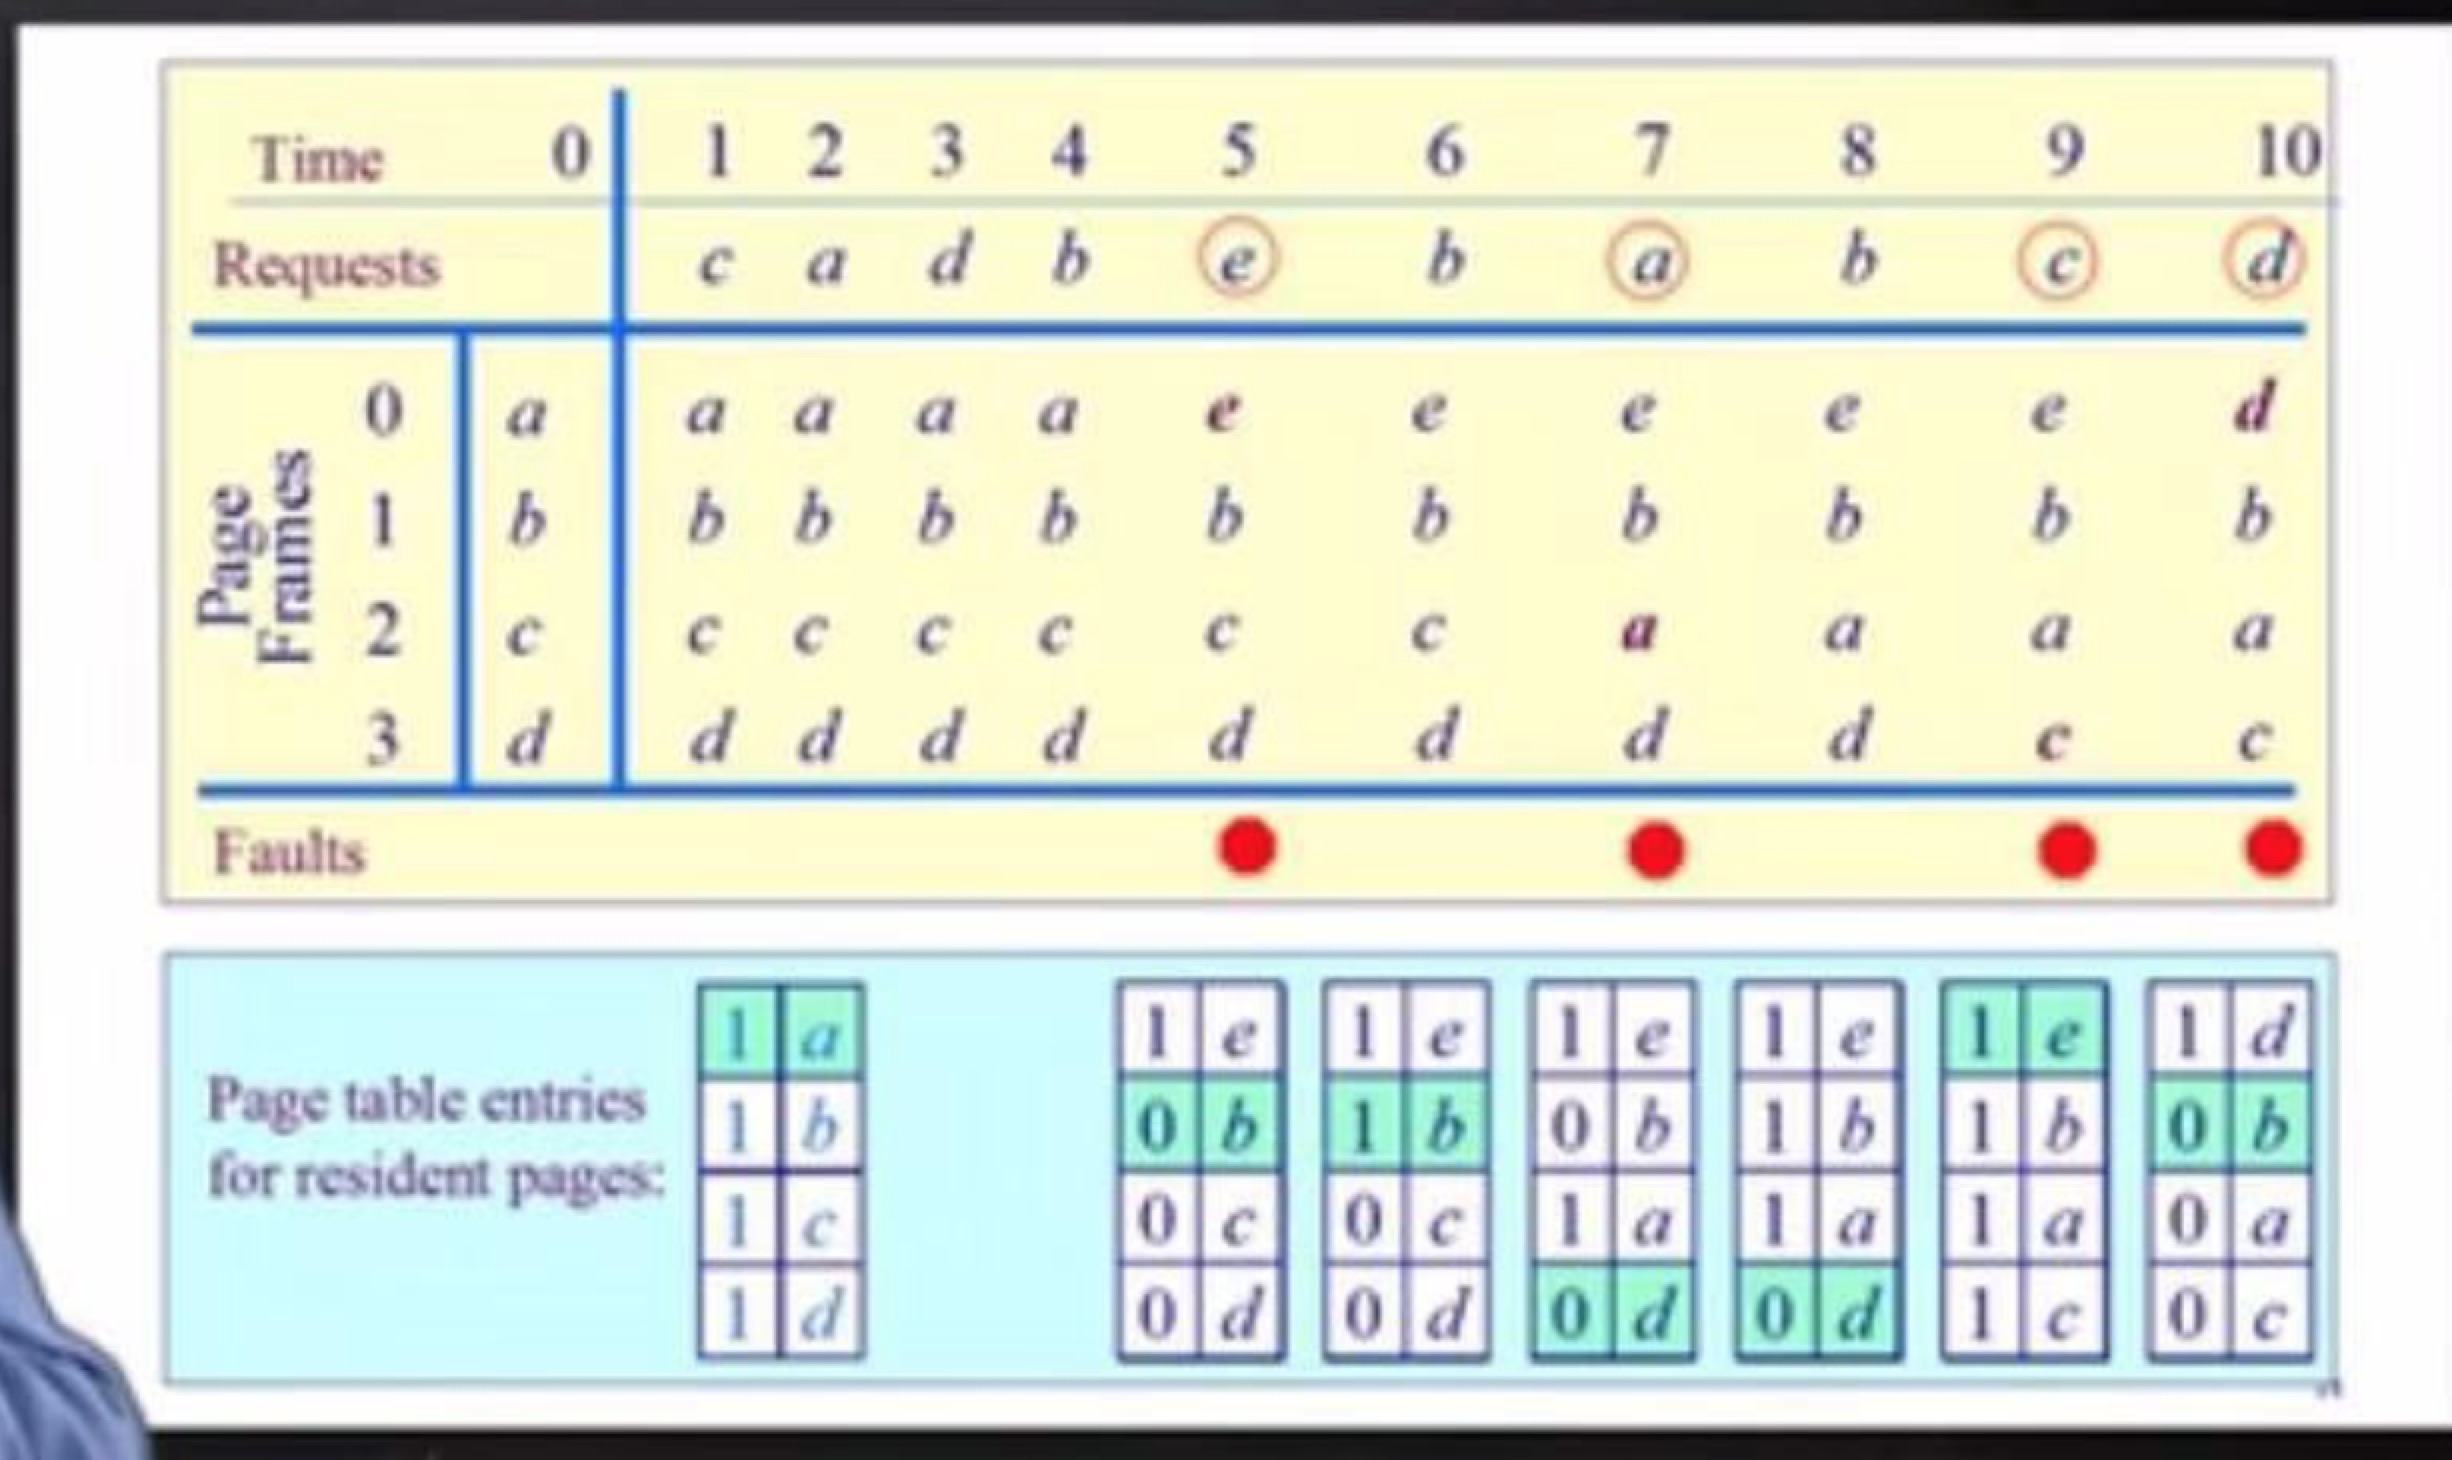 Time 0 1 2 3 4 5 6 7 8 9 10
Requests c a d b e b a b c d
Page Frames
0 a a a a a e e e e e d
1 b b b b b b b b b b b
2 c c c c c c c a a a a
3 d d d d d d d d d c c
Faults
Page table entries
for resident pages:
1 a 1 e 1 e 1 e 1 e 1 e 1 d
1 b 0 b 1 b 0 b 1 b 1 b 0 b
1 c 0 c 0 c 1 a 1 a 1 a 0 a
1 d 0 d 0 d 0 d 0 d 1 c 0 c